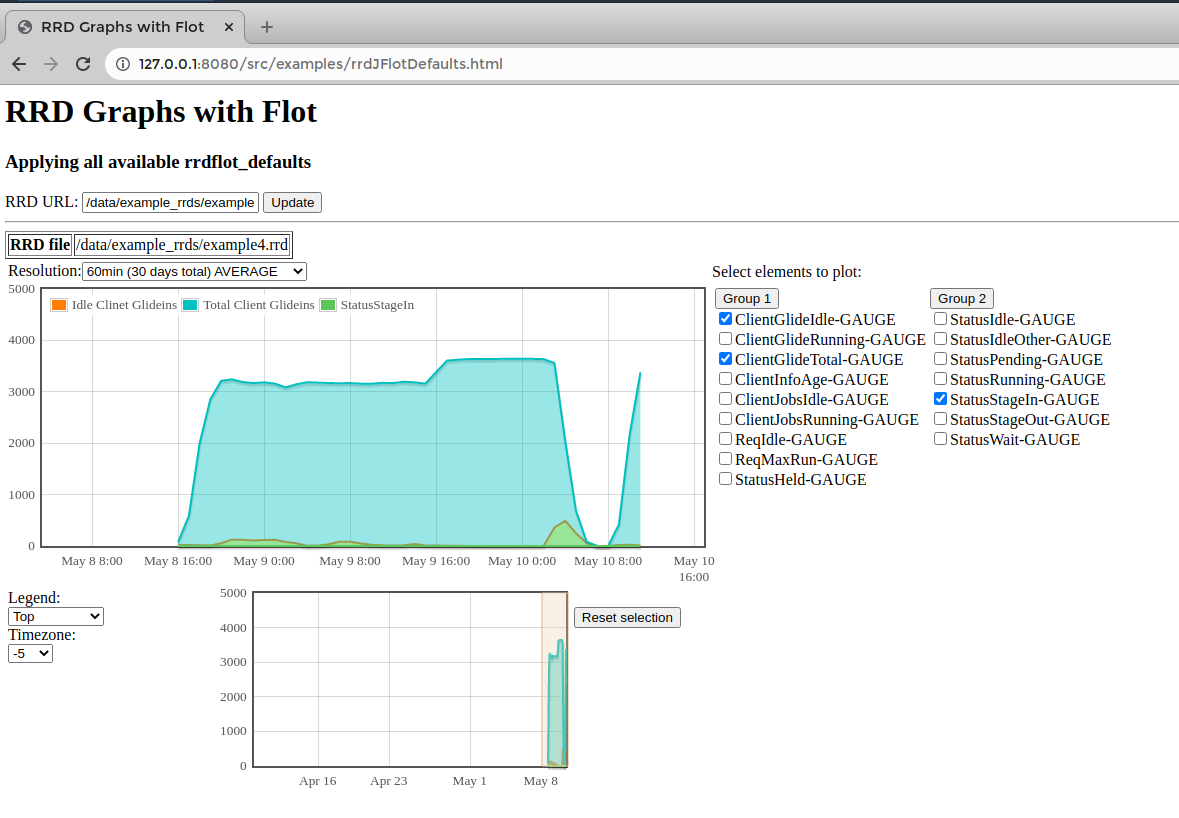 RRD Graphs with Flot
127.0.0.1:8080/src/examples/rrdJFlotDefaults.html
RRD Graphs with Flot
Applying all available rrdflot_defaults
RRD URL: /data/example_rrds/example Update
RRD file /data/example_rrds/example4.rrd
Resolution: 60min (30 days total) AVERAGE
5000
4000
3000
2000
1000
0
Idle Clinet Glideins Total Client Glideins StatusStageIn
May 8 8:00 May 8 16:00 May 9 0:00 May 9 8:00 May 9 16:00 May 10 0:00 May 10 8:00 May 10
16:00
Select elements to plot:
Group 1
ClientGlideIdle-GAUGE
ClientGlideRunning-GAUGE
ClientGlideTotal-GAUGE
ClientInfoAge-GAUGE
ClientJobsIdle-GAUGE
ClientJobsRunning-GAUGE
ReqIdle-GAUGE
ReqMaxRun-GAUGE
StatusHeld-GAUGE
Group 2
StatusIdle-GAUGE
StatusIdleOther-GAUGE
StatusPending-GAUGE
StatusRunning-GAUGE
StatusStageIn-GAUGE
StatusStageOut-GAUGE
StatusWait-GAUGE
Legend:
Top
Timezone:
-5
5000
4000
3000
2000
1000
0
Apr 16 Apr 23 May 1 May 8
Reset selection